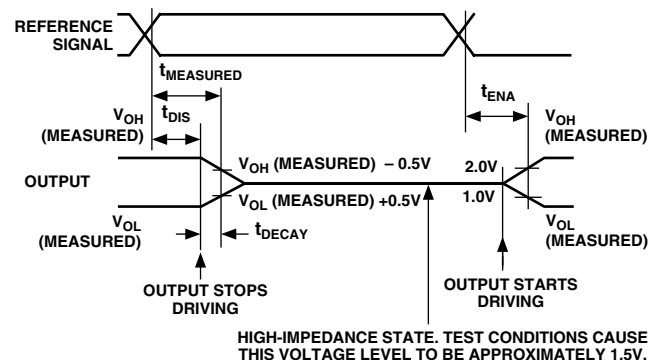 REFERENCE
SIGNAL
tMEASURED
tDIS
tENA
VOH
(MEASURED)
VOH
(MEASURED)
VOH (MEASURED) – 0.5V
2.0V
OUTPUT
VOL (MEASURED) +0.5V
1.0V
VOL
(MEASURED)
VOL
(MEASURED)
tDECAY
OUTPUT STOPS
DRIVING
OUTPUT STARTS
DRIVING
HIGH-IMPEDANCE STATE. TEST CONDITIONS CAUSE
THIS VOLTAGE LEVEL TO BE APPROXIMATELY 1.5V.